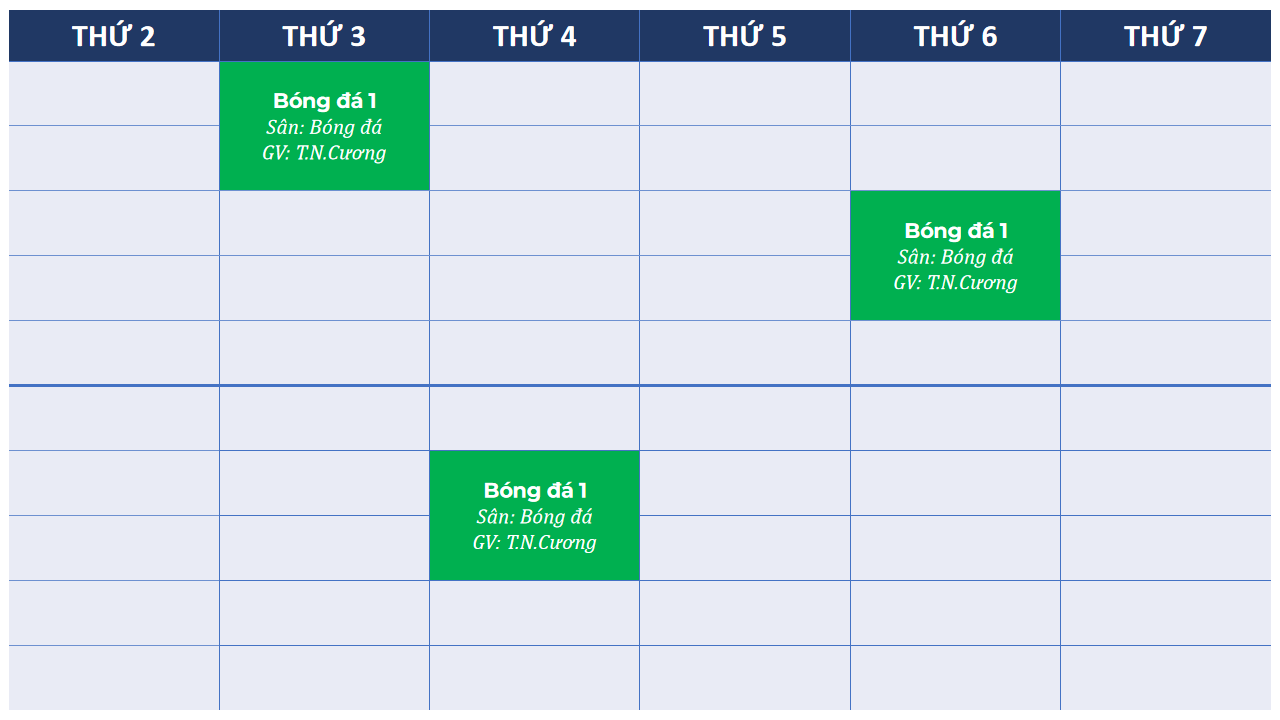 THỨ 2
THỨ 3
THỨ 4
THỨ 5
THỨ 6
THỨ 7
Bóng đá 1
Sân: Bóng đá
GV: T.N.Cương
Bóng đá 1
Sân: Bóng đá
GV: T.N.Cương
Bóng đá 1
Sân: Bóng đá
GV: T.N.Cương